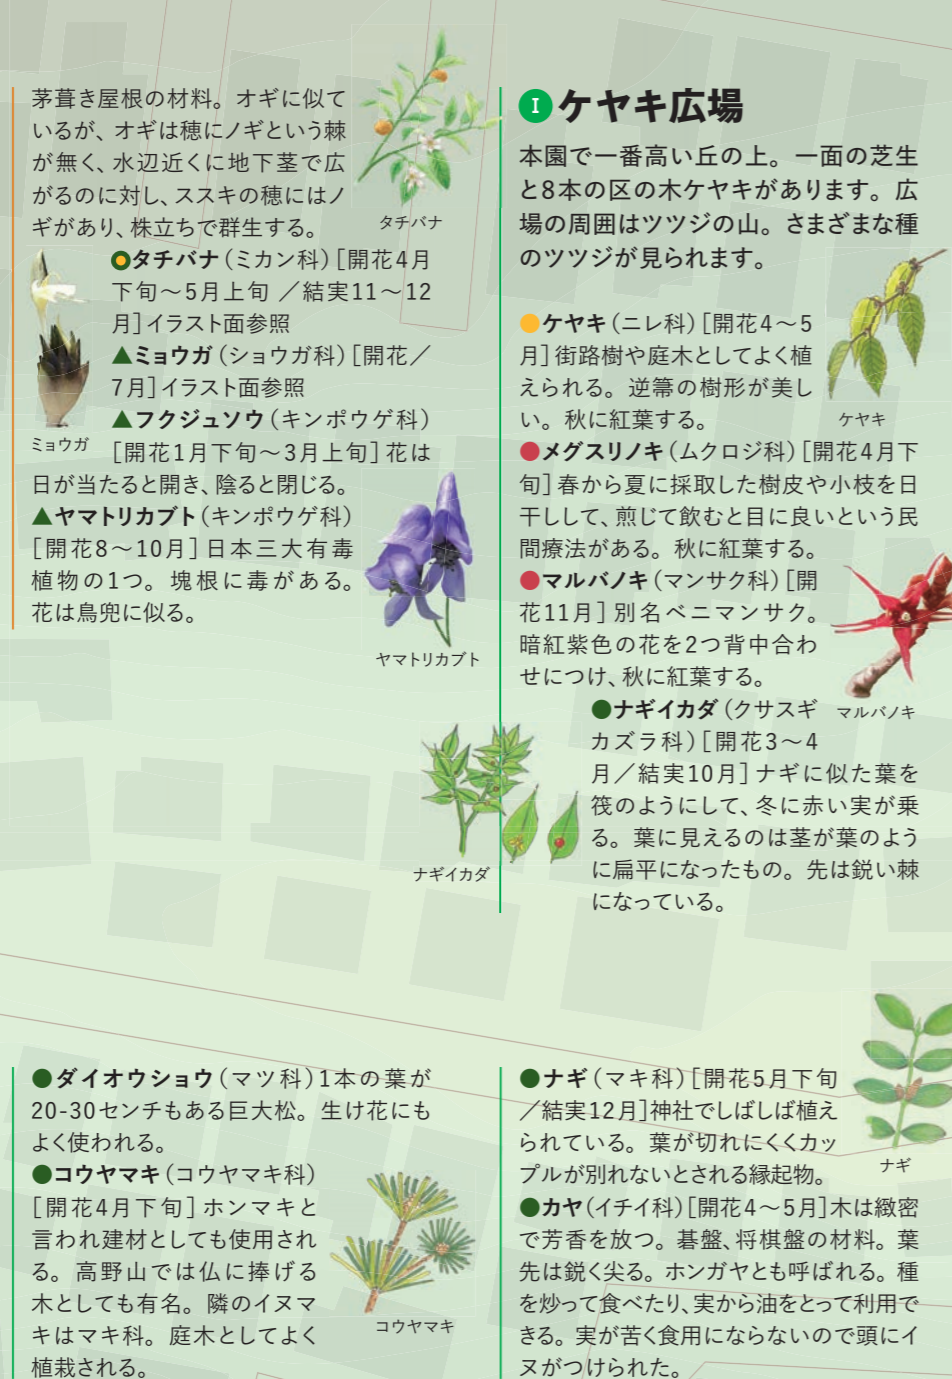 茅葺き屋根の材料。オギに似て
いるが、オギは穂にノギという棘
が無く、水辺近くに地下茎で広
がるのに対し、ススキの穂にはノ
ギがあり、株立ちで群生する。
タチバナ
タチバナ（ミカン科）［開花4月
下旬～5月上旬 ／結実11～12
月］イラスト面参照
▲ミョウガ（ショウガ科）［開花／
7月］イラスト面参照
▲フクジュソウ（キンポウゲ科）
［開花1月下旬～3月上旬］花は
日が当たると開き、陰ると閉じる。
ミョウガ
▲ヤマトリカブト（キンポウゲ科）
［開花8～10月］日本三大有毒
植物の1つ。塊根に毒がある。
花は鳥兜に似る。
ヤマトリカブト
I ケヤキ広場
本園で一番高い丘の上。一面の芝生
と8本の区の木ケヤキがあります。広
場の周囲はツツジの山。さまざまな種
のツツジが見られます。
●ケヤキ（ニレ科）［開花4～5
月］街路樹や庭木としてよく植
えられる。逆箒の樹形が美し
い。秋に紅葉する。
ケヤキ
●メグスリノキ（ムクロジ科）［開花4月下
旬］春から夏に採取した樹皮や小枝を日
干しして、煎じて飲むと目に良いという民
間療法がある。秋に紅葉する。
●マルバノキ（マンサク科）［開
花11月］別名ベニマンサク。
暗紅紫色の花を2つ背中合わ
せにつけ、秋に紅葉する。
マルバノキ
●ナギイカダ（クサスギ
カズラ科）［開花3～4
月／結実10月］ナギに似た葉を
筏のようにして、冬に赤い実が乗
る。葉に見えるのは茎が葉のよう
に扁平になったもの。先は鋭い棘
になっている。
ナギイカダ
●ダイオウショウ（マツ科）1本の葉が
20-30センチもある巨大松。生け花にも
よく使われる。
●コウヤマキ（コウヤマキ科）
［開花4月下旬］ホンマキと
言われ建材としても使用され
る。高野山では仏に捧げる
木としても有名。隣のイヌマ
キはマキ科。庭木としてよく
植栽される。
コウヤマキ
●ナギ（マキ科）［開花5月下旬
／結実12月］神社でしばしば植え
られている。葉が切れにくくカッ
プルが別れないとされる縁起物。
ナギ
●カヤ（イチイ科）［開花4～5月］木は緻密
で芳香を放つ。碁盤、将棋盤の材料。葉
先は鋭く尖る。ホンガヤとも呼ばれる。種
を炒って食べたり、実から油をとって利用で
きる。実が苦く食用にならないので頭にイ
ヌがつけられた。